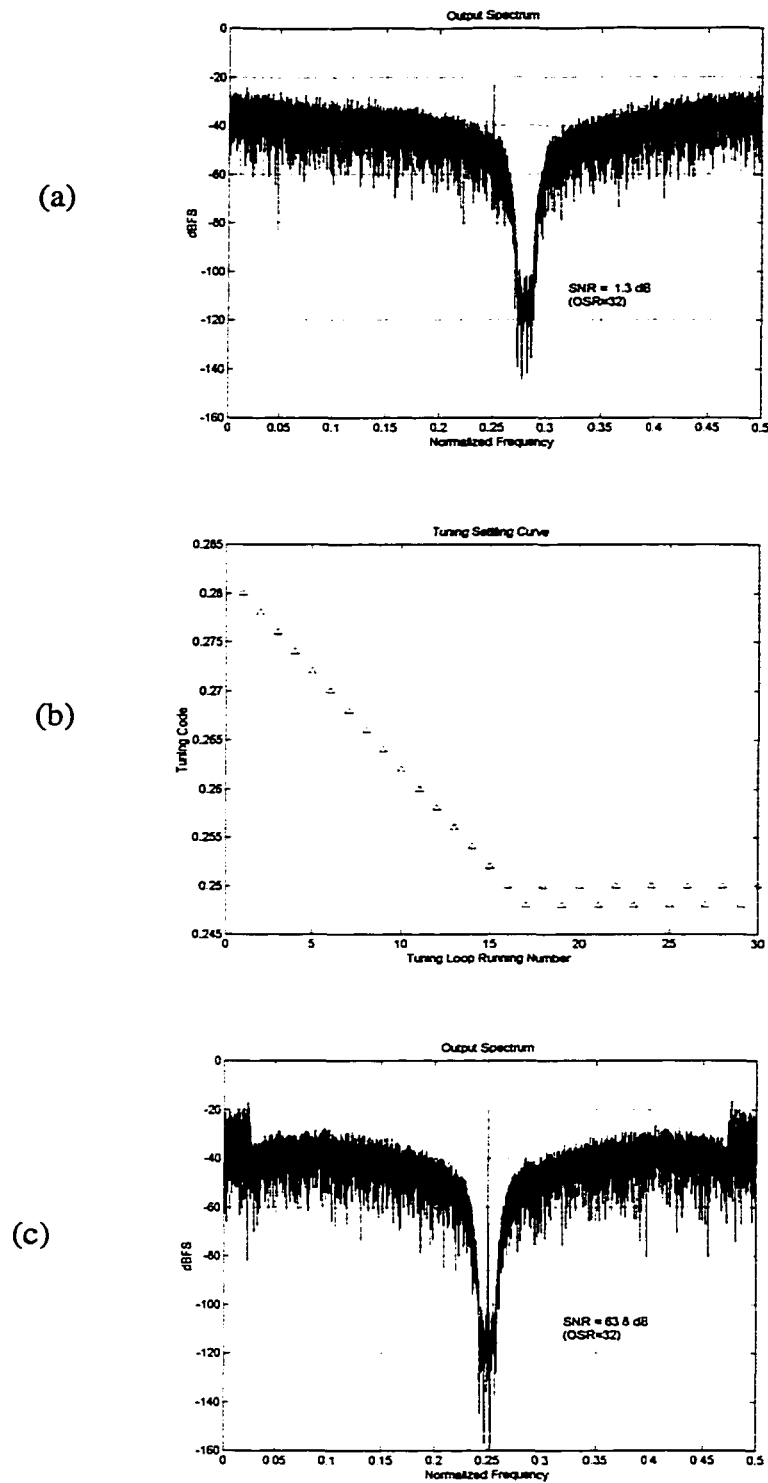 (a)
Output Spectrum
0
-20
-40
-60
-80
-100
-120
-140
-160
dBFS
SNR = 1.3 dB
(OSR=32)
0 0.05 0.1 0.15 0.2 0.25 0.3 0.35 0.4 0.45 0.5
Normalized Frequency
(b)
Tuning Settling Curve
0.285
0.28
0.275
0.27
0.265
0.26
0.255
0.25
0.245
Tuning Code
0 5 10 15 20 25 30
Tuning Loop Running Number
(c)
Output Spectrum
0
-20
-40
-60
-80
-100
-120
-140
-160
dBFS
SNR = 63.8 dB
(OSR=32)
0 0.05 0.1 0.15 0.2 0.25 0.3 0.35 0.4 0.45 0.5
Normalized Frequency